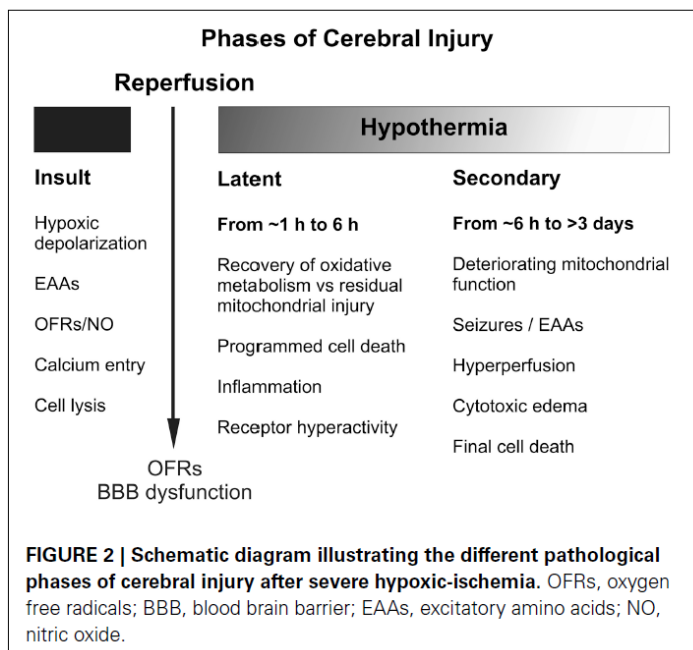 Phases of Cerebral Injury
Reperfusion
Hypothermia
Insult
Hypoxic
depolarization
EAAs
OFRs/NO
Calcium entry
Cell lysis
OFRs
BBB dysfunction
Latent
From ~1 h to 6 h
Recovery of oxidative
metabolism vs residual
mitochondrial injury
Programmed cell death
Inflammation
Receptor hyperactivity
Secondary
From ~6 h to >3 days
Deteriorating mitochondrial
function
Seizures / EAAs
Hyperperfusion
Cytotoxic edema
Final cell death
FIGURE 2 | Schematic diagram illustrating the different pathological
phases of cerebral injury after severe hypoxic-ischemia. OFRs, oxygen
free radicals; BBB, blood brain barrier; EAAs, excitatory amino acids; NO,
nitric oxide.